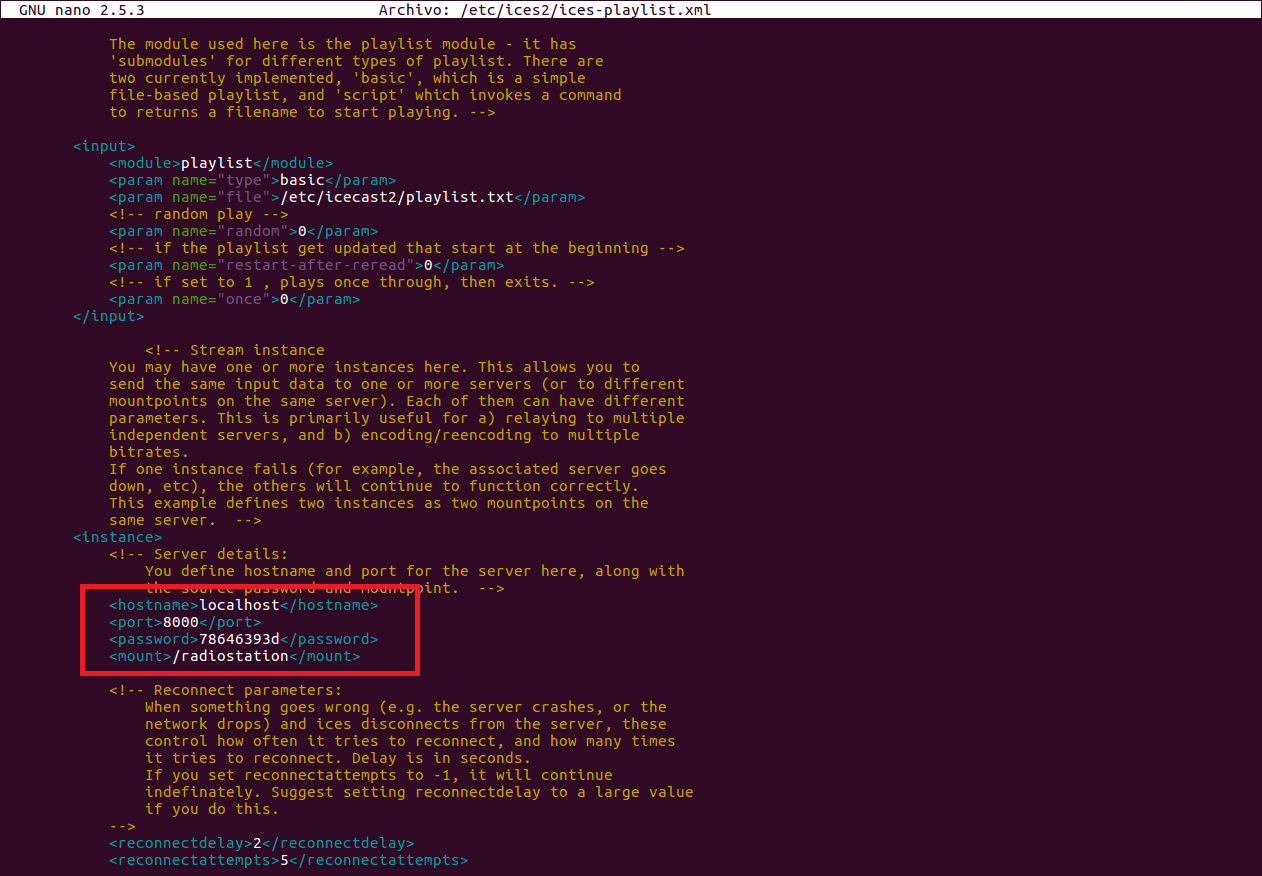 GNU nano 2.5.3 Archivo: /etc/ices2/ices-playlist.xml
The module used here is the playlist module - it has
'submodules' for different types of playlist. There are
two currently implemented, 'basic', which is a simple
file-based playlist, and 'script' which invokes a command
to returns a filename to start playing. -->
<input>
<module>playlist</module>
<param name="type">basic</param>
<param name="file">/etc/icecast2/playlist.txt</param>
<!-- random play -->
<param name="random">0</param>
<!-- if the playlist get updated that start at the beginning -->
<param name="restart-after-reread">0</param>
<!-- if set to 1 , plays once through, then exits. -->
<param name="once">0</param>
</input>
<!-- Stream instance
You may have one or more instances here. This allows you to
send the same input data to one or more servers (or to different
mountpoints on the same server). Each of them can have different
parameters. This is primarily useful for a) relaying to multiple
independent servers, and b) encoding/reencoding to multiple
bitrates.
If one instance fails (for example, the associated server goes
down, etc), the others will continue to function correctly.
This example defines two instances as two mountpoints on the
same server.  -->
<instance>
<!-- Server details:
You define hostname and port for the server here, along with
the source password and mountpoint.  -->
<hostname>localhost</hostname>
<port>8000</port>
<password>78646393d</password>
<mount>/radiostation</mount>
<!-- Reconnect parameters:
When something goes wrong (e.g. the server crashes, or the
network drops) and ices disconnects from the server, these
control how often it tries to reconnect, and how many times
it tries to reconnect. Delay is in seconds.
If you set reconnectattempts to -1, it will continue
indefinately. Suggest setting reconnectdelay to a large value
if you do this.
-->
<reconnectdelay>2</reconnectdelay>
<reconnectattempts>5</reconnectattempts>